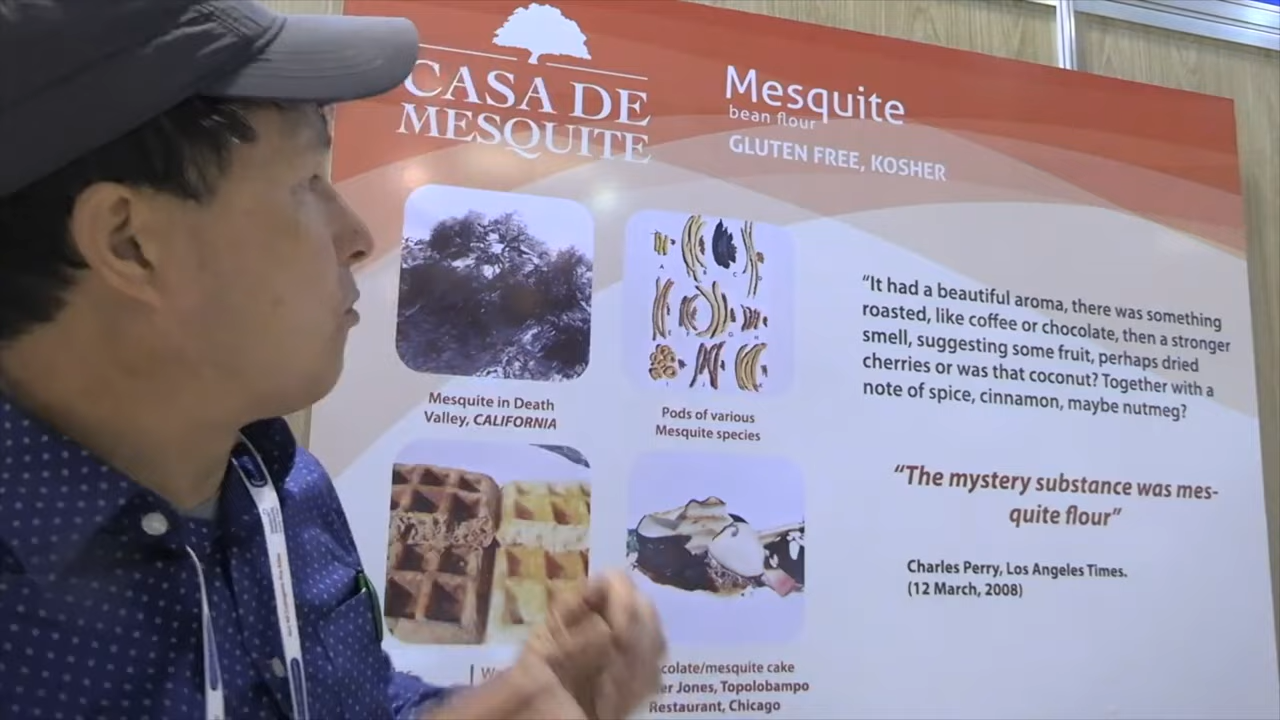 CASA DE
MESQUITE
Mesquite
bean flour
GLUTEN FREE, KOSHER
Mesquite in Death
Valley, CALIFORNIA
Pods of various
Mesquite species
"It had a beautiful aroma, there was something
roasted, like coffee or chocolate, then a stronger
smell, suggesting some fruit, perhaps dried
cherries or was that coconut? Together with a
note of spice, cinnamon, maybe nutmeg?
"The mystery substance was mes-
quite flour"
Charles Perry, Los Angeles Times.
(12 March, 2008)
colate/mesquite cake
er Jones, Topolobampo
Restaurant, Chicago